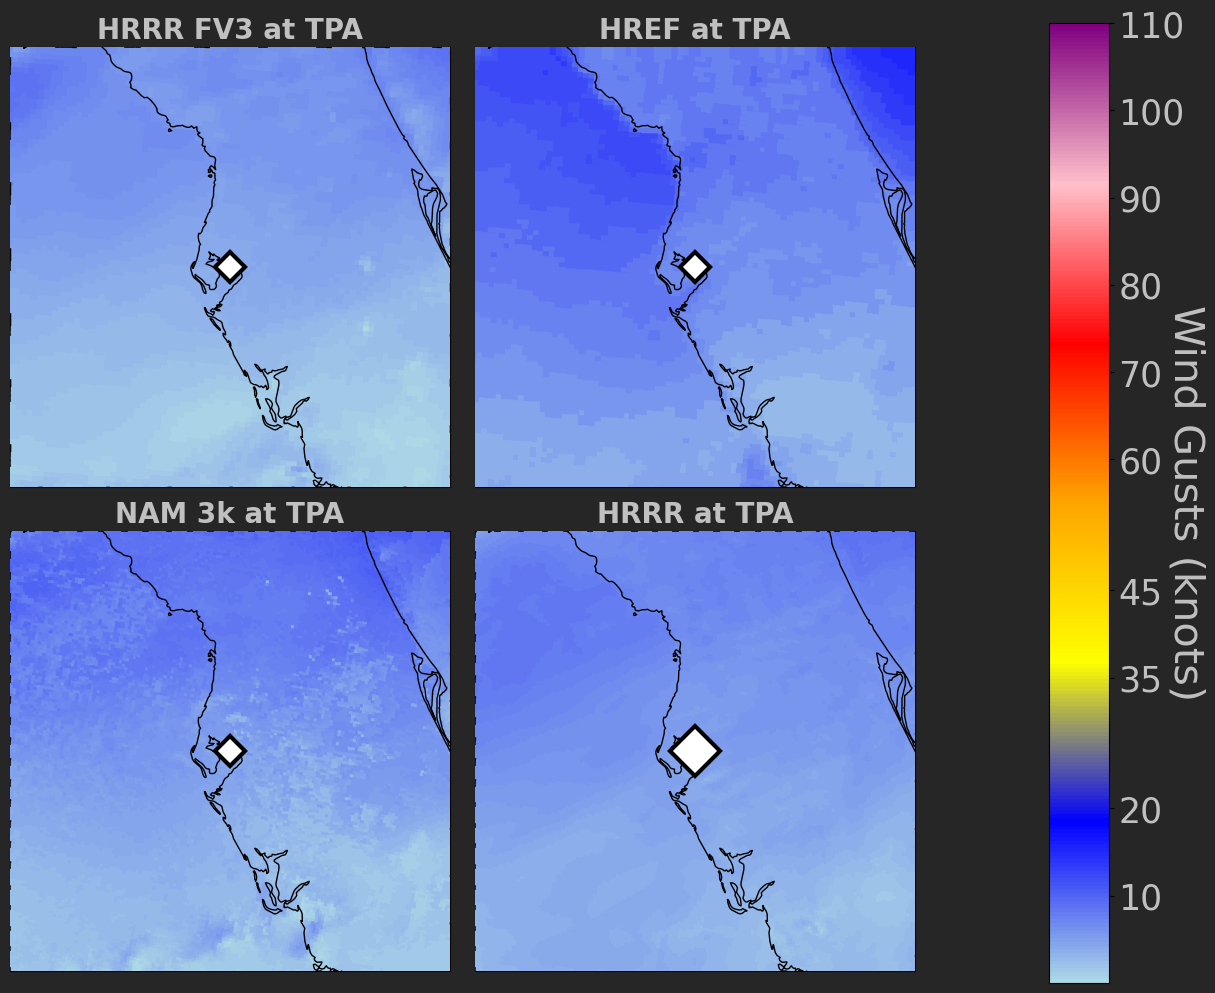 HRRR FV3 at TPA
HREF at TPA
NAM 3k at TPA
HRRR at TPA
110
100
90
80
70
60
45
35
20
10
Wind Gusts (knots)